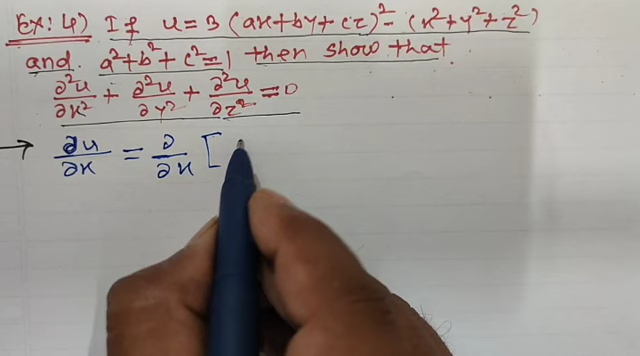 Ex:4) If u = 3 (ax+by+cz)² - (x²+y²+z²)
and. a²+b²+c²=1 then show that
∂²u/∂x² + ∂²u/∂y² + ∂²u/∂z² = 0
→ ∂u/∂x = ∂/∂x [